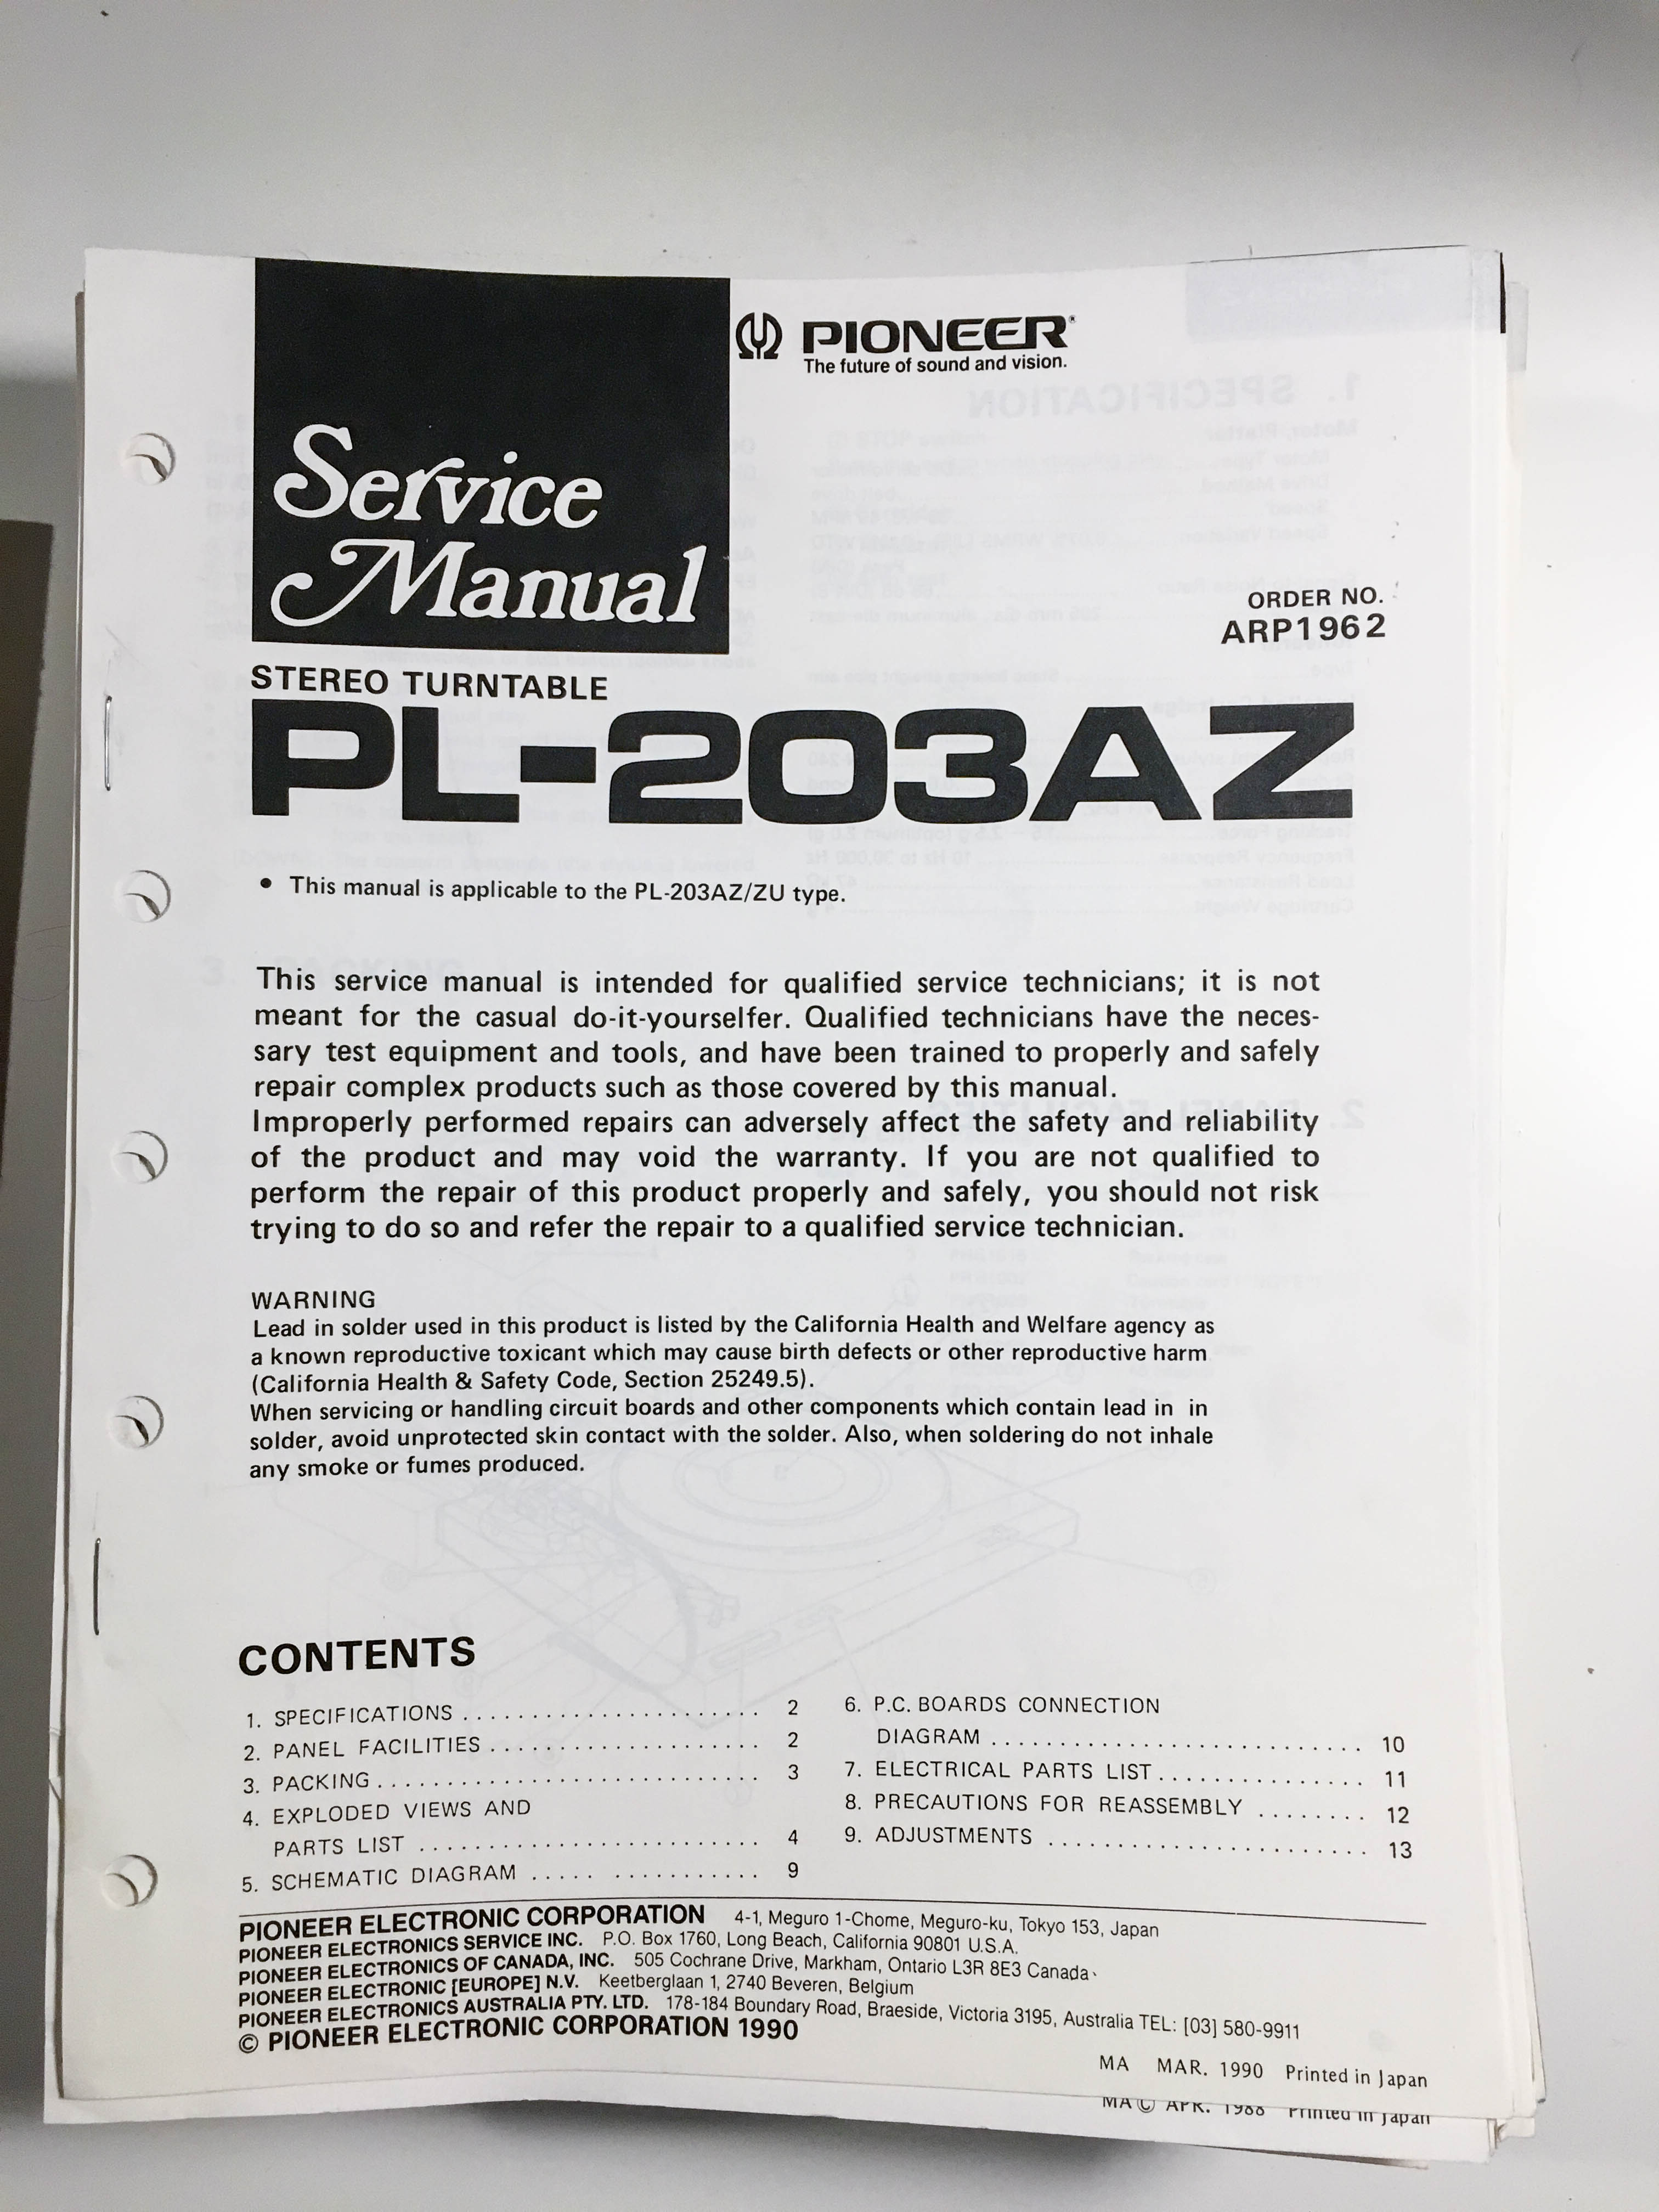 PIONEER®
The future of sound and vision.
Service
Manual
ORDER NO.
ARP1962
STEREO TURNTABLE
PL-203AZ
• This manual is applicable to the PL-203AZ/ZU type.
This service manual is intended for qualified service technicians; it is not
meant for the casual do-it-yourselfer. Qualified technicians have the neces-
sary test equipment and tools, and have been trained to properly and safely
repair complex products such as those covered by this manual.
Improperly performed repairs can adversely affect the safety and reliability
of the product and may void the warranty. If you are not qualified to
perform the repair of this product properly and safely, you should not risk
trying to do so and refer the repair to a qualified service technician.
WARNING
Lead in solder used in this product is listed by the California Health and Welfare agency as
a known reproductive toxicant which may cause birth defects or other reproductive harm
(California Health & Safety Code, Section 25249.5).
When servicing or handling circuit boards and other components which contain lead in in
solder, avoid unprotected skin contact with the solder. Also, when soldering do not inhale
any smoke or fumes produced.
CONTENTS
1. SPECIFICATIONS ...................... 2
2. PANEL FACILITIES .................... 2
3. PACKING ............................ 3
4. EXPLODED VIEWS AND
PARTS LIST ......................... 4
5. SCHEMATIC DIAGRAM ..... ........... 9
6. P.C. BOARDS CONNECTION
DIAGRAM ............................ 10
7. ELECTRICAL PARTS LIST ................ 11
8. PRECAUTIONS FOR REASSEMBLY ........ 12
9. ADJUSTMENTS ........................ 13
PIONEER ELECTRONIC CORPORATION 4-1, Meguro 1-Chome, Meguro-ku, Tokyo 153, Japan
PIONEER ELECTRONICS SERVICE INC. P.O. Box 1760, Long Beach, California 90801 U.S.A.
PIONEER ELECTRONICS OF CANADA, INC. 505 Cochrane Drive, Markham, Ontario L3R 8E3 Canada
PIONEER ELECTRONIC [EUROPE] N.V. Keetberglaan 1, 2740 Beveren, Belgium
PIONEER ELECTRONICS AUSTRALIA PTY. LTD. 178-184 Boundary Road, Braeside, Victoria 3195, Australia TEL: [03] 580-9911
© PIONEER ELECTRONIC CORPORATION 1990
MA MAR. 1990 Printed in Japan
MA © APR. 1988 Printed in Japan